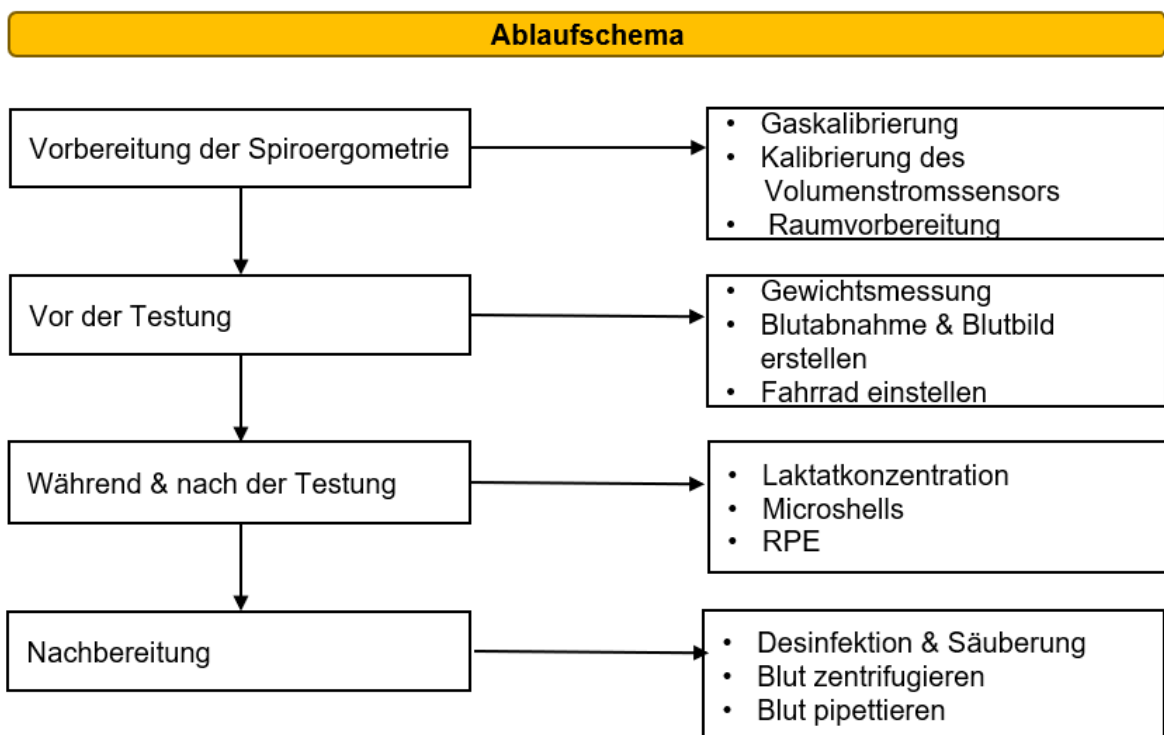 Ablaufschema
Vorbereitung der Spiroergometrie
• Gaskalibrierung
• Kalibrierung des
Volumenstromssensors
• Raumvorbereitung
Vor der Testung
• Gewichtsmessung
• Blutabnahme & Blutbild
erstellen
• Fahrrad einstellen
Während & nach der Testung
• Laktatkonzentration
• Microshells
• RPE
Nachbereitung
• Desinfektion & Säuberung
• Blut zentrifugieren
• Blut pipettieren